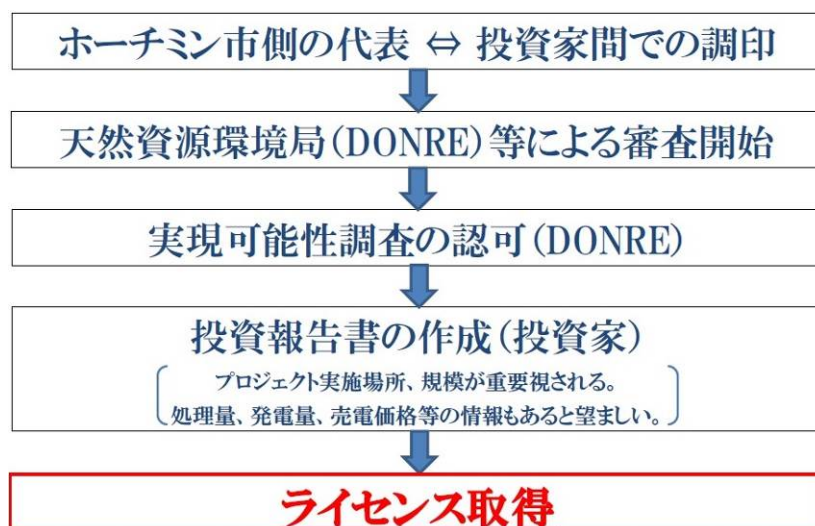 ホーチミン市側の代表 ⇔ 投資家間での調印
天然資源環境局(DONRE)等による審査開始
実現可能性調査の認可(DONRE)
投資報告書の作成(投資家)
プロジェクト実施場所、規模が重要視される。
処理量、発電量、売電価格等の情報もあると望ましい。
ライセンス取得